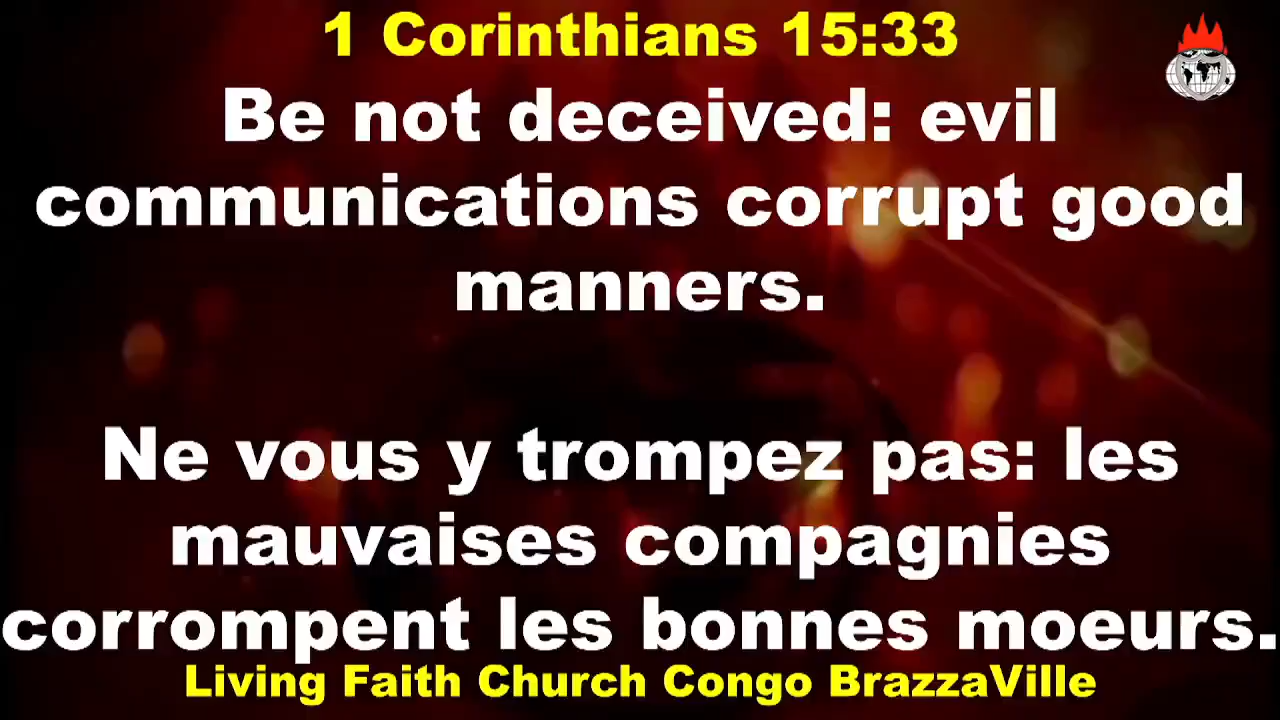 1 Corinthians 15:33
Be not deceived: evil
communications corrupt good
manners.
Ne vous y trompez pas: les
mauvaises compagnies
corrompent les bonnes moeurs.
Living Faith Church Congo BrazzaVille